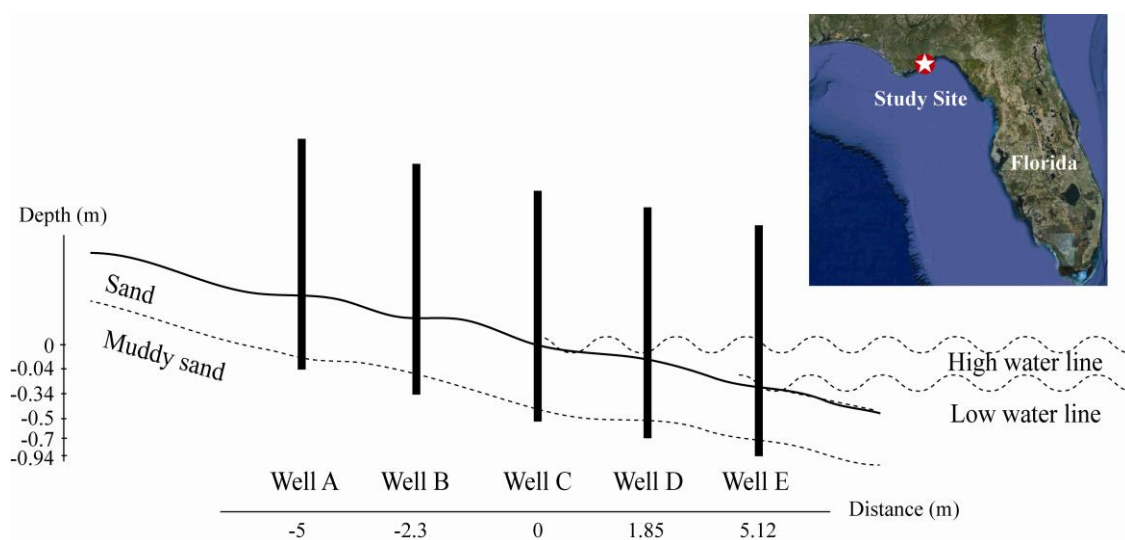 Study Site
Florida
Depth (m)
Sand
Muddy sand
0
-0.04
-0.34
-0.5
-0.7
-0.94
High water line
Low water line
Well A Well B Well C Well D Well E
Distance (m)
-5 -2.3 0 1.85 5.12